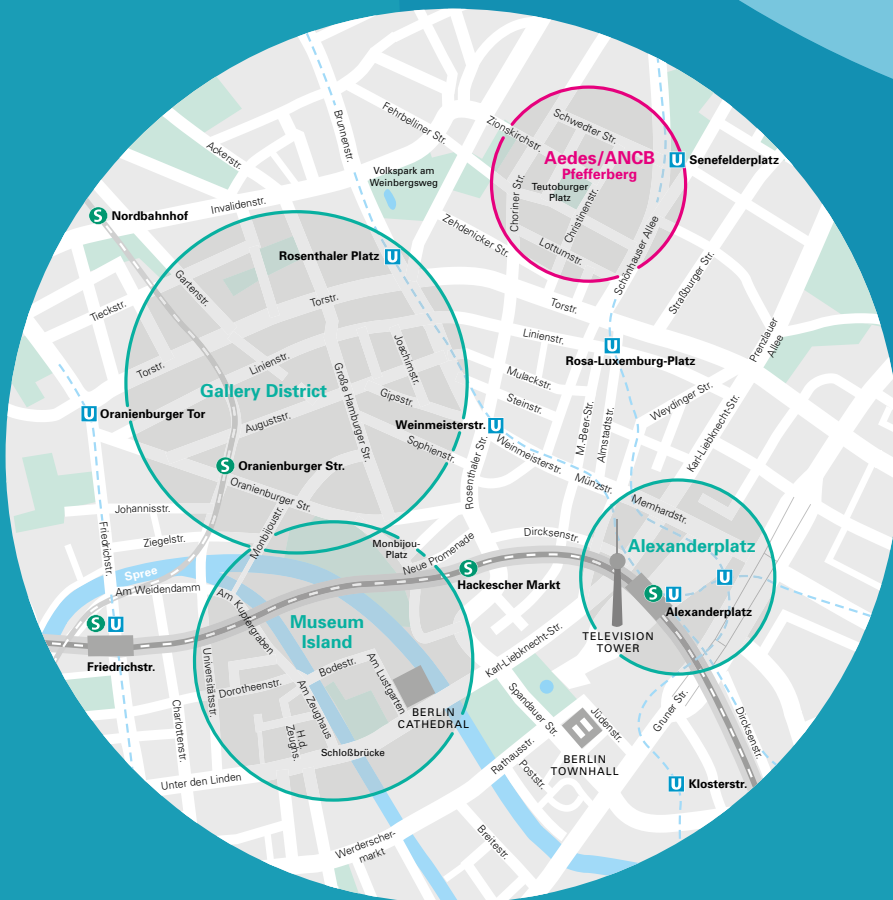 Fehrbelliner Str.
Brunnenstr.
Zionskirchstr.
Schwedter Str.
Ackerstr.
Aedes/ANCB
Pfefferberg
U Senefelderplatz
Volkspark am
Weinbergsweg
Teutoburger
Platz
Choriner Str.
Christinenstr.
Invalidenstr.
S Nordbahnhof
Zehdenicker Str.
Lottumstr.
Schönhauser Allee
Rosenthaler Platz U
Straßburger Str.
Gartenstr.
Tieckstr.
Torstr.
Torstr.
Linienstr.
Prenzlauer
Allee
Joachimstr.
U
Rosa-Luxemburg-Platz
Torstr.
Linienstr.
Große Hamburger Str.
Mulackstr.
Gallery District
Gipsstr.
Steinstr.
Weydinger Str.
U Oranienburger Tor
Auguststr.
Weinmeisterstr. U
M.-Beer-Str.
Almstadtstr.
Karl-Liebknecht-Str.
Sophienstr.
Rosenthaler Str.
Weinmeisterstr.
S Oranienburger Str.
Münzstr.
Oranienburger Str.
Memhardstr.
Johannisstr.
Monbijoustr.
Ziegelstr.
Friedrichstr.
Monbijou-
Platz
Neue Promenade
Dircksenstr.
Alexanderplatz
Spree
S
Hackescher Markt
U
Am Weidendamm
Am Kupfergraben
S U
Alexanderplatz
S U
Friedrichstr.
Museum
Island
TELEVISION
TOWER
Karl-Liebknecht-Str.
Universitätsstr.
Bodestr.
Am Lustgarten
Dorotheenstr.
Am Zeughaus
Spandauer Str.
Charlottenstr.
H.d.
Zeughs.
BERLIN
CATHEDRAL
Jüdenstr.
Gruner Str.
Dircksenstr.
Schloßbrücke
Rathausstr.
Poststr.
BERLIN
TOWNHALL
Unter den Linden
U Klosterstr.
Werderscher-
markt
Breitestr.